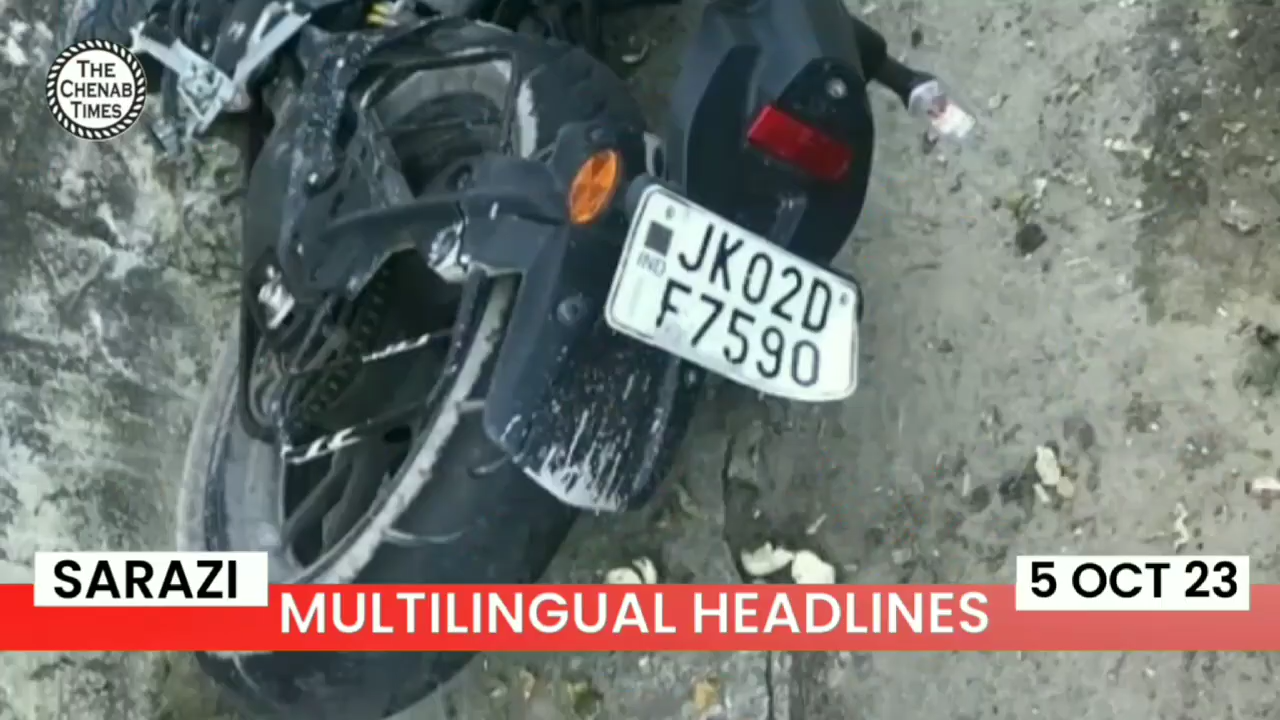 THE
CHENAB
TIMES
IND
JK02D
F7590
SARAZI
5 OCT 23
MULTILINGUAL HEADLINES